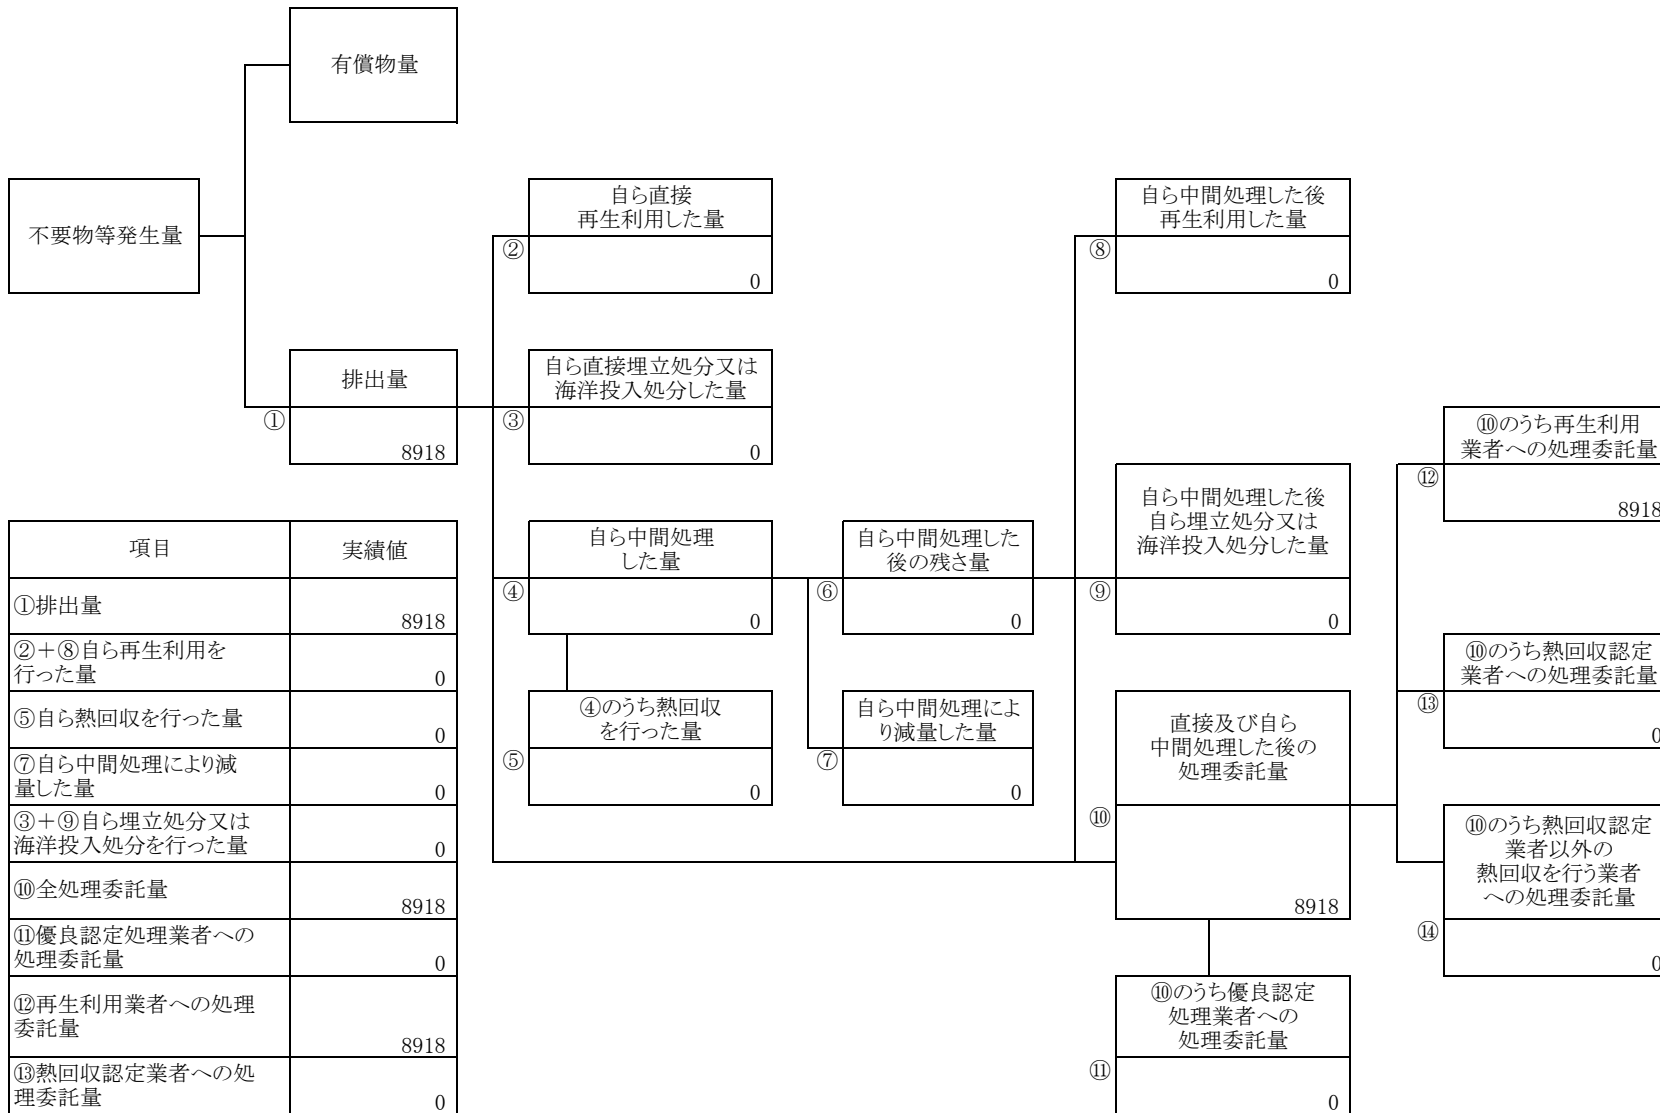 有償物量
不要物等発生量
自ら直接
再生利用した量
②
0
自ら中間処理した後
再生利用した量
⑧
0
排出量
①
8918
自ら直接埋立処分又は
海洋投入処分した量
③
0
⑩のうち再生利用
業者への処理委託量
⑫
8918
自ら中間処理した後
自ら埋立処分又は
海洋投入処分した量
⑨
0
自ら中間処理
した量
④
0
自ら中間処理した
後の残さ量
⑥
0
⑩のうち熱回収認定
業者への処理委託量
⑬
0
④のうち熱回収
を行った量
⑤
0
自ら中間処理によ
り減量した量
⑦
0
直接及び自ら
中間処理した後の
処理委託量
⑩
8918
⑩のうち熱回収認定
業者以外の
熱回収を行う業者
への処理委託量
⑭
0
⑩のうち優良認定
処理業者への
処理委託量
⑪
0
項目 実績値
①排出量 8918
②+⑧自ら再生利用を
行った量 0
⑤自ら熱回収を行った量 0
⑦自ら中間処理により減
量した量 0
③+⑨自ら埋立処分又は
海洋投入処分を行った量 0
⑩全処理委託量 8918
⑪優良認定処理業者への
処理委託量 0
⑫再生利用業者への処理
委託量 8918
⑬熱回収認定業者への処
理委託量 0